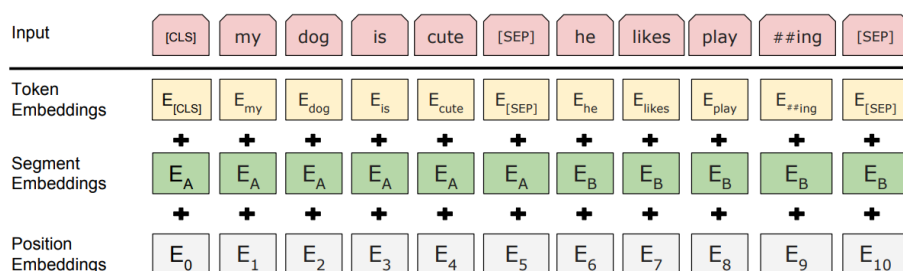 Input [CLS] my dog is cute [SEP] he likes play ##ing [SEP]
Token
Embeddings E[CLS] Emy Edog Eis Ecute E[SEP] Ehe Elikes Eplay E##ing E[SEP]
+ + + + + + + + + + +
Segment
Embeddings EA EA EA EA EA EA EB EB EB EB EB
+ + + + + + + + + + +
Position
Embeddings E0 E1 E2 E3 E4 E5 E6 E7 E8 E9 E10